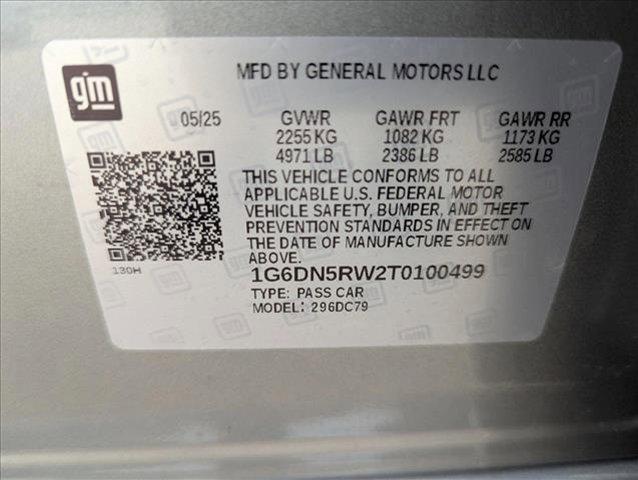 gm
MFD BY GENERAL MOTORS LLC
05/25 GVWR GAWR FRT GAWR RR
2255 KG 1082 KG 1173 KG
4971 LB 2386 LB 2585 LB
THIS VEHICLE CONFORMS TO ALL
APPLICABLE U.S. FEDERAL MOTOR
VEHICLE SAFETY, BUMPER, AND THEFT
PREVENTION STANDARDS IN EFFECT ON
THE DATE OF MANUFACTURE SHOWN
ABOVE.
130H
1G6DN5RW2T0100499
TYPE: PASS CAR
MODEL: 296DC79